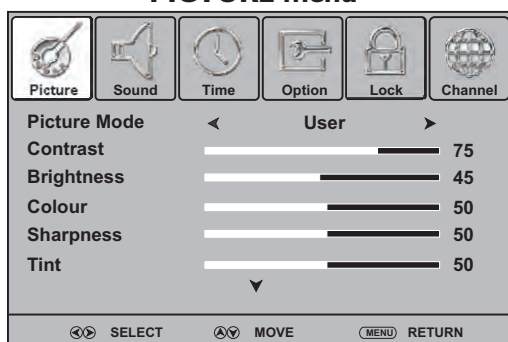 PICTURE menu
Picture Sound Time Option Lock Channel
Picture Mode User
Contrast 75
Brightness 45
Colour 50
Sharpness 50
Tint 50
SELECT MOVE MENU RETURN